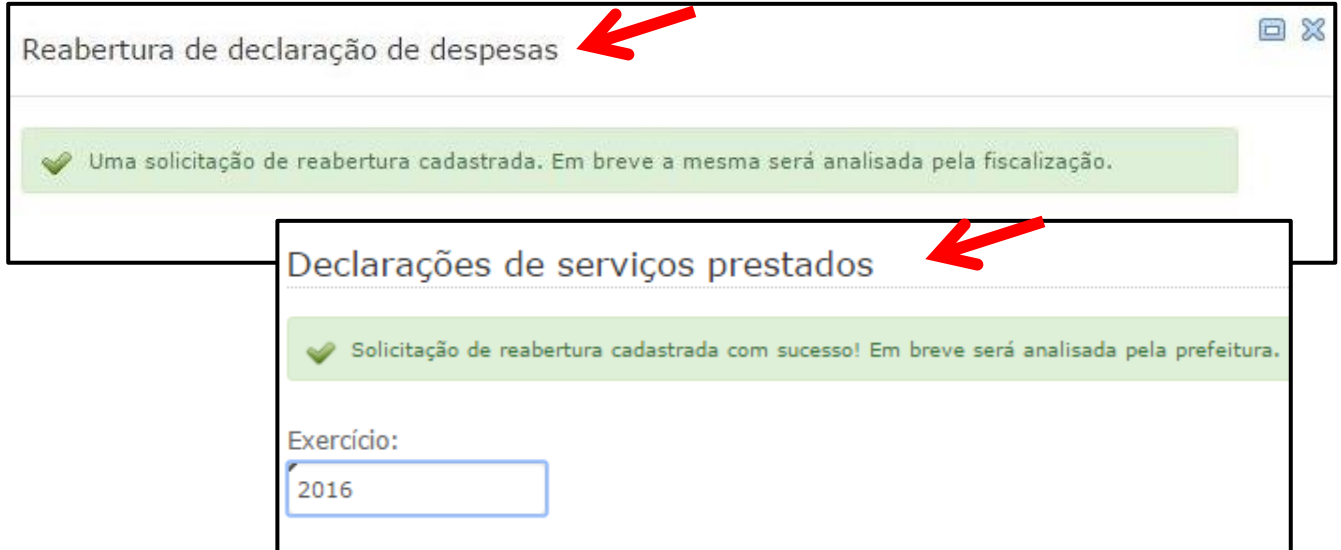 Reabertura de declaração de despesas
Uma solicitação de reabertura cadastrada. Em breve a mesma será analisada pela fiscalização.
Declarações de serviços prestados
Solicitação de reabertura cadastrada com sucesso! Em breve será analisada pela prefeitura.
Exercício:
2016